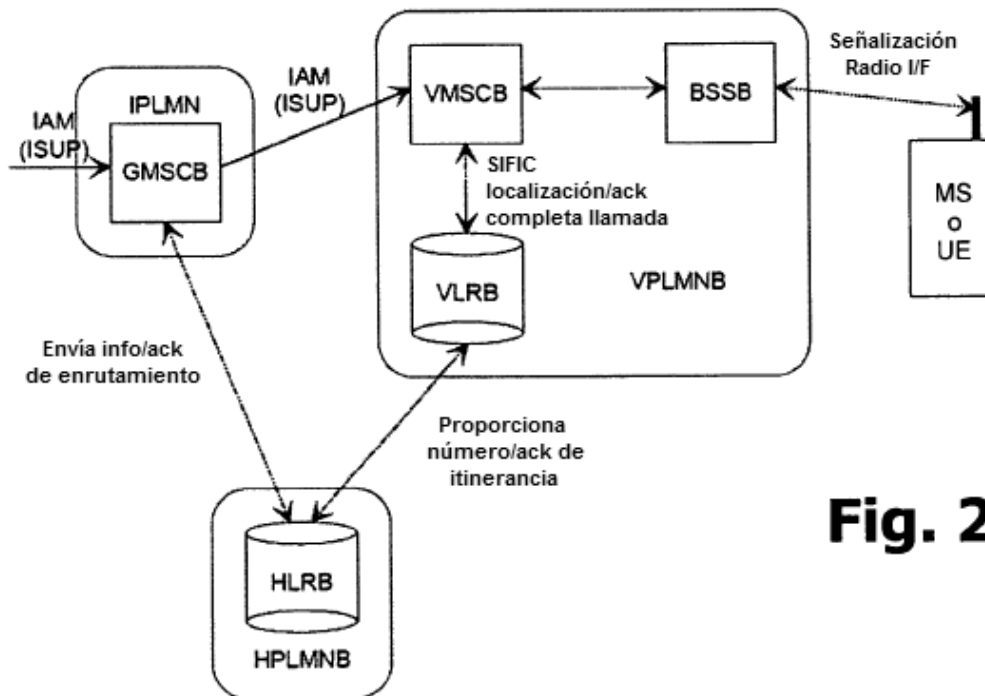 IAM
(ISUP)
IPLMN
GMSCB
IAM
(ISUP)
VMSCB
BSSB
Señalización
Radio I/F
MS
o
UE
SIFIC
localización/ack
completa llamada
VLRB
VPLMNB
Envía info/ack
de enrutamiento
Proporciona
número/ack de
itinerancia
HLRB
HPLMNB
Fig. 2